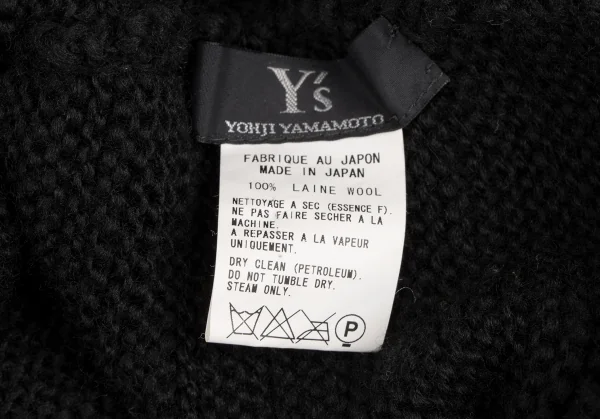 Y's
YOHJI YAMAMOTO
FABRIQUE AU JAPON
MADE IN JAPAN
100% LAINE WOOL
NETTOYAGE A SEC (ESSENCE F).
NE PAS FAIRE SECHER A LA
MACHINE.
A REPASSER A LA VAPEUR
UNIQUEMENT.
DRY CLEAN (PETROLEUM).
DO NOT TUMBLE DRY.
STEAM ONLY.
P